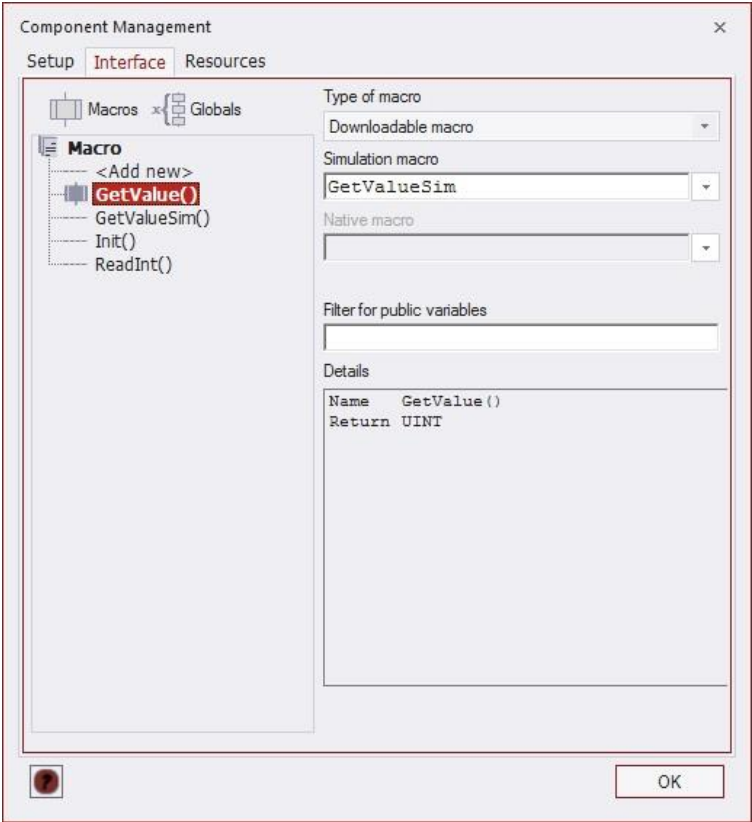 Component Management
Setup Interface Resources
Macros Globals
Macro
<Add new>
GetValue()
GetValueSim()
Init()
ReadInt()
Type of macro
Downloadable macro
Simulation macro
GetValueSim
Native macro
Filter for public variables
Details
Name GetValue()
Return UINT
?
OK